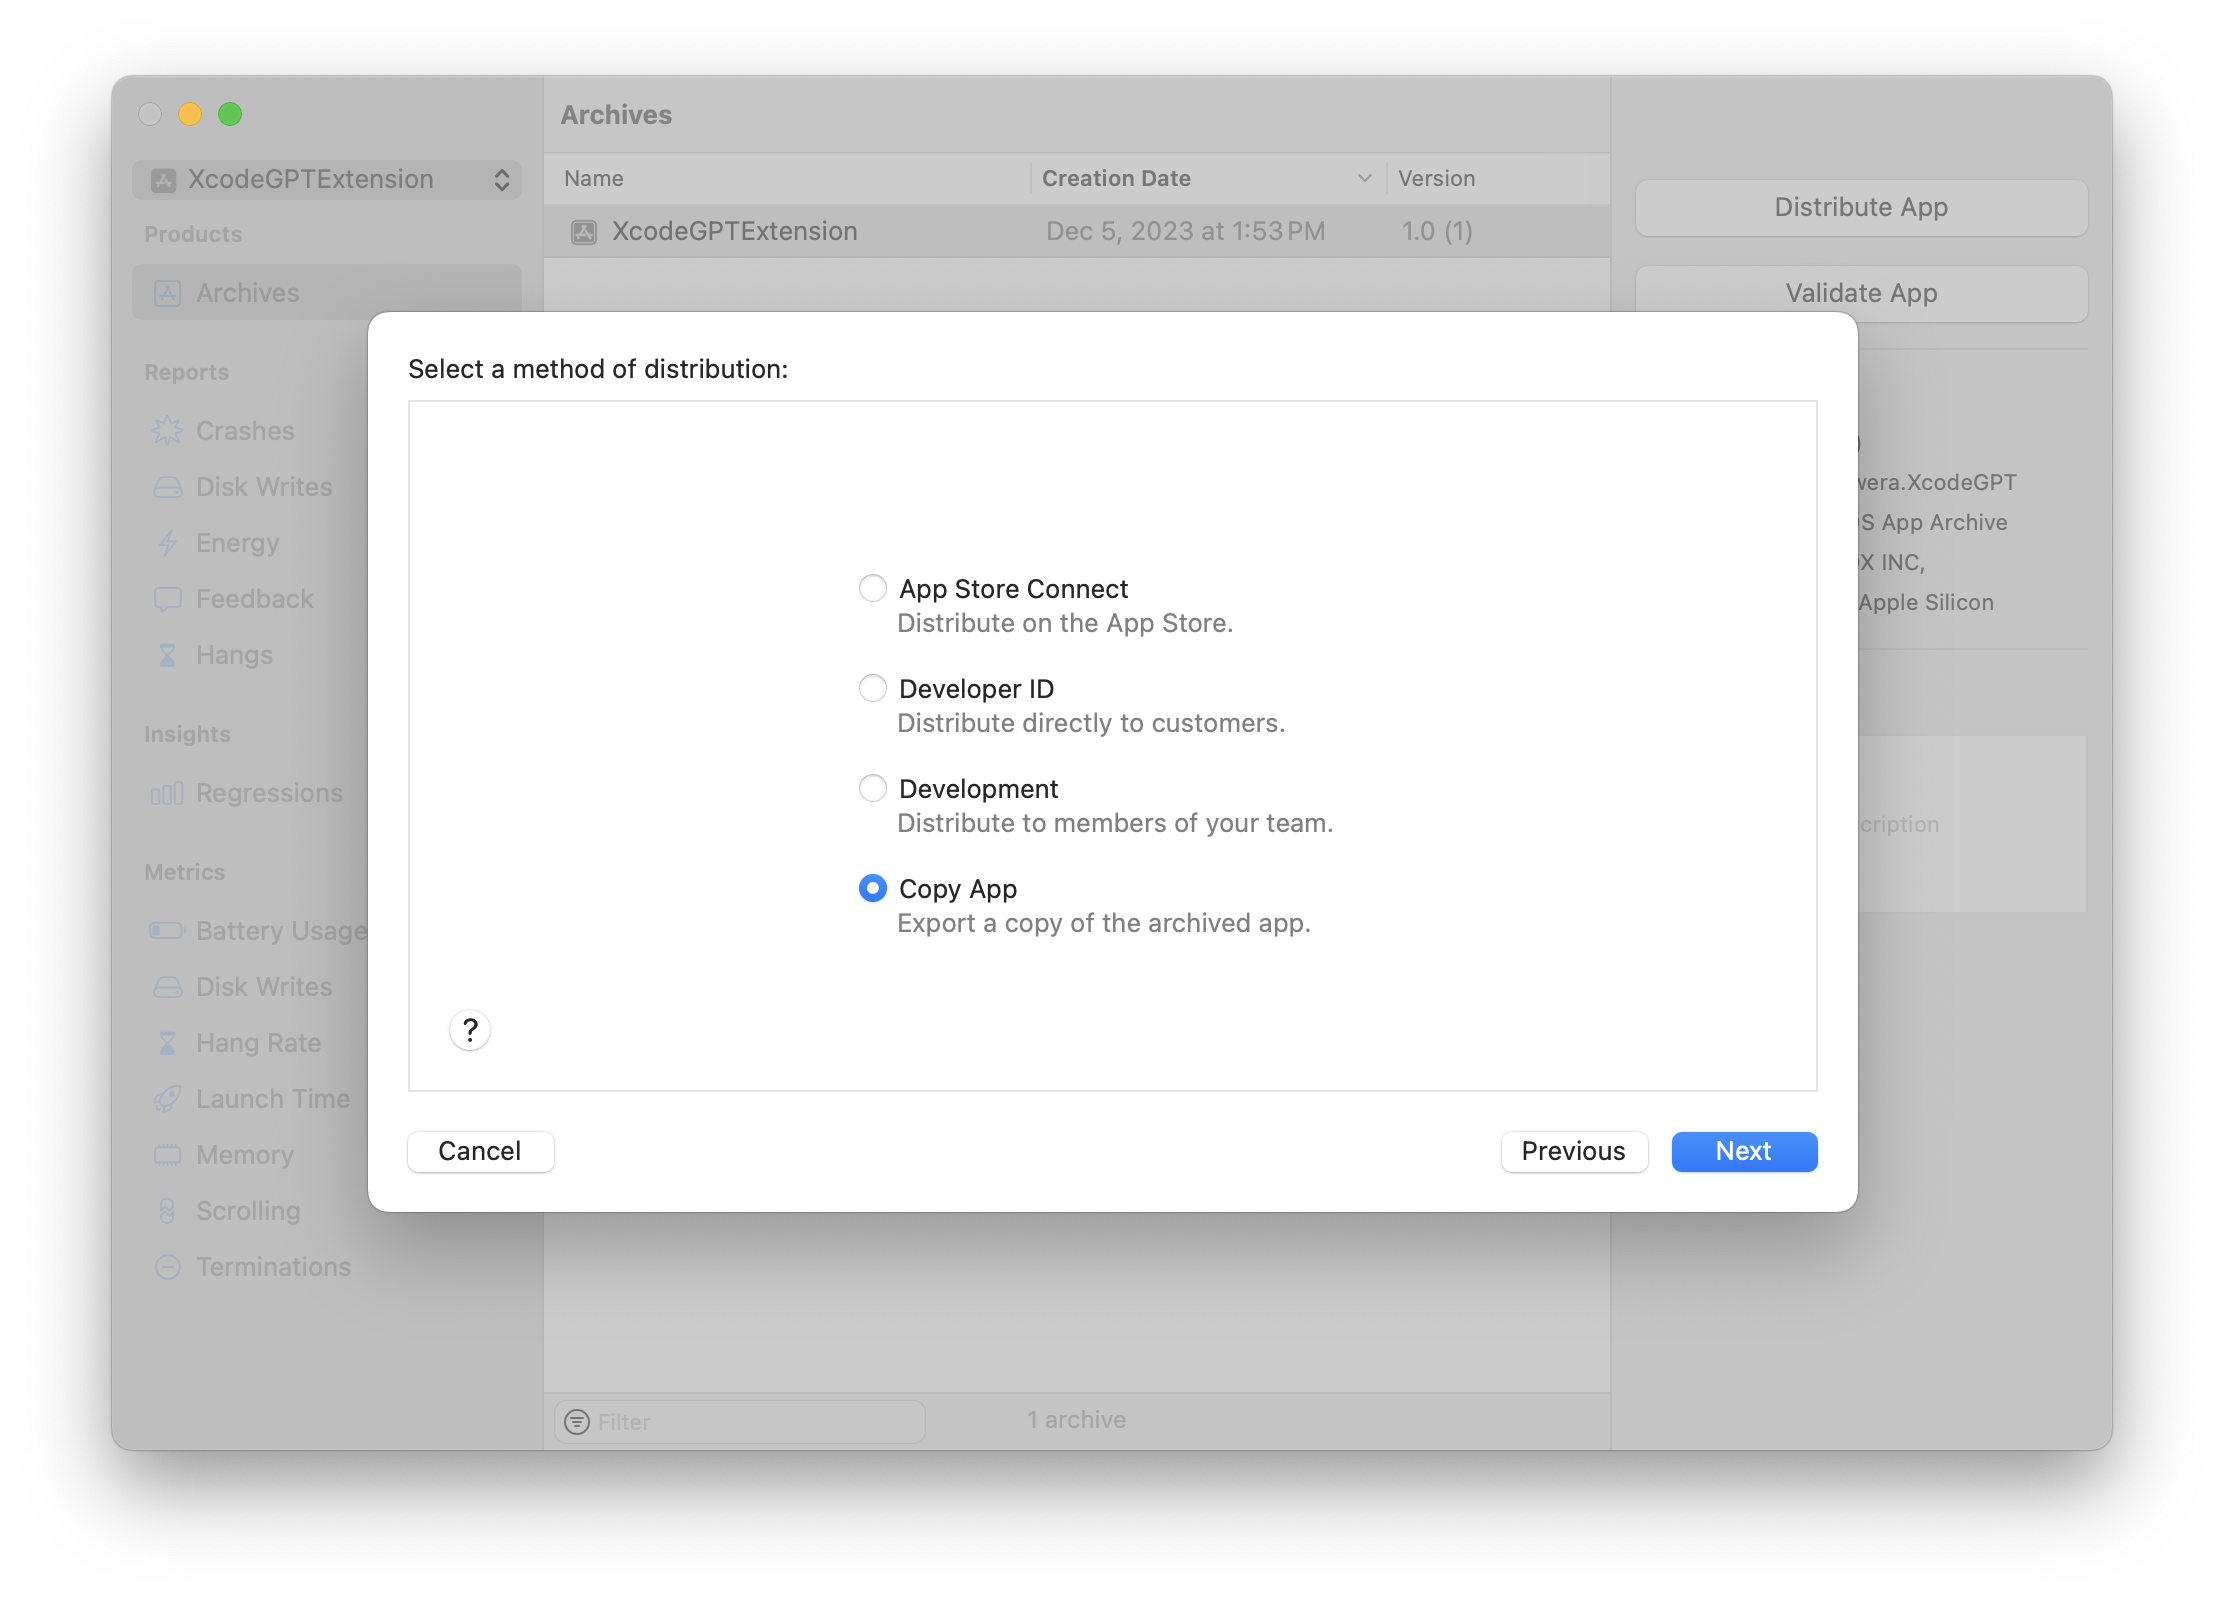 Archives
XcodeGPTExtension
Name
Creation Date
Version
Products
XcodeGPTExtension
Dec 5, 2023 at 1:53 PM
1.0 (1)
Distribute App
Archives
Validate App
Select a method of distribution:
Reports
Crashes
Disk Writes
Energy
Feedback
Hangs
Insights
Regressions
Metrics
Battery Usage
Disk Writes
Hang Rate
Launch Time
Memory
Scrolling
Terminations
App Store Connect
Distribute on the App Store.
Developer ID
Distribute directly to customers.
Development
Distribute to members of your team.
Copy App
Export a copy of the archived app.
?
Cancel
Previous
Next
wera.XcodeGPT
S App Archive
X INC,
Apple Silicon
cription
Filter
1 archive